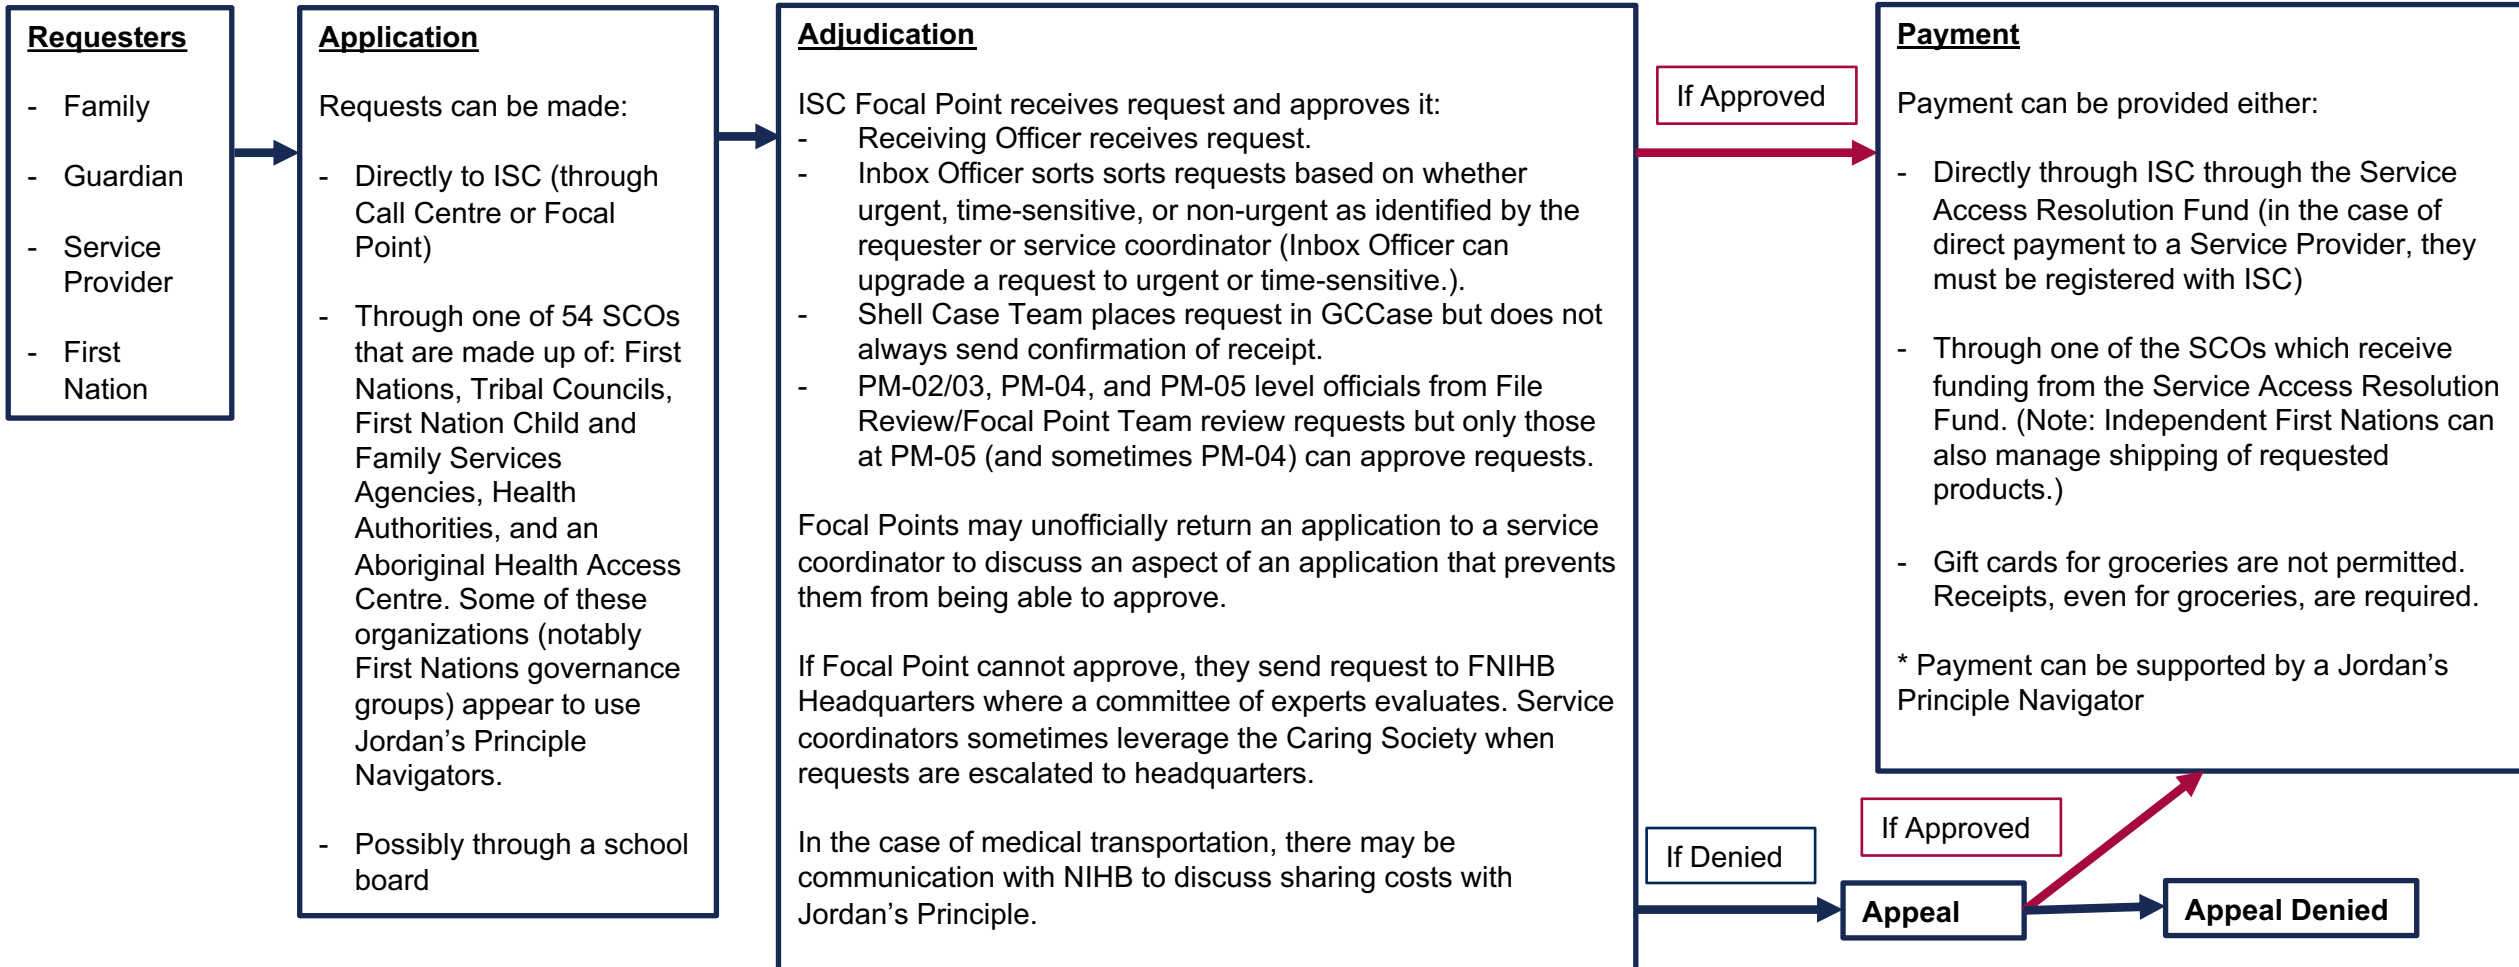 Requesters
- Family
- Guardian
- Service
Provider
- First
Nation
Application
Requests can be made:
- Directly to ISC (through
Call Centre or Focal
Point)
- Through one of 54 SCOs
that are made up of: First
Nations, Tribal Councils,
First Nation Child and
Family Services
Agencies, Health
Authorities, and an
Aboriginal Health Access
Centre. Some of these
organizations (notably
First Nations governance
groups) appear to use
Jordan’s Principle
Navigators.
- Possibly through a school
board
Adjudication
ISC Focal Point receives request and approves it:
- Receiving Officer receives request.
- Inbox Officer sorts sorts requests based on whether
urgent, time-sensitive, or non-urgent as identified by the
requester or service coordinator (Inbox Officer can
upgrade a request to urgent or time-sensitive.).
- Shell Case Team places request in GCCase but does not
always send confirmation of receipt.
- PM-02/03, PM-04, and PM-05 level officials from File
Review/Focal Point Team review requests but only those
at PM-05 (and sometimes PM-04) can approve requests.
Focal Points may unofficially return an application to a service
coordinator to discuss an aspect of an application that prevents
them from being able to approve.
If Focal Point cannot approve, they send request to FNIHB
Headquarters where a committee of experts evaluates. Service
coordinators sometimes leverage the Caring Society when
requests are escalated to headquarters.
In the case of medical transportation, there may be
communication with NIHB to discuss sharing costs with
Jordan’s Principle.
If Approved
Payment
Payment can be provided either:
- Directly through ISC through the Service
Access Resolution Fund (in the case of
direct payment to a Service Provider, they
must be registered with ISC)
- Through one of the SCOs which receive
funding from the Service Access Resolution
Fund. (Note: Independent First Nations can
also manage shipping of requested
products.)
- Gift cards for groceries are not permitted.
Receipts, even for groceries, are required.
* Payment can be supported by a Jordan’s
Principle Navigator
If Denied
Appeal
If Approved
Appeal Denied